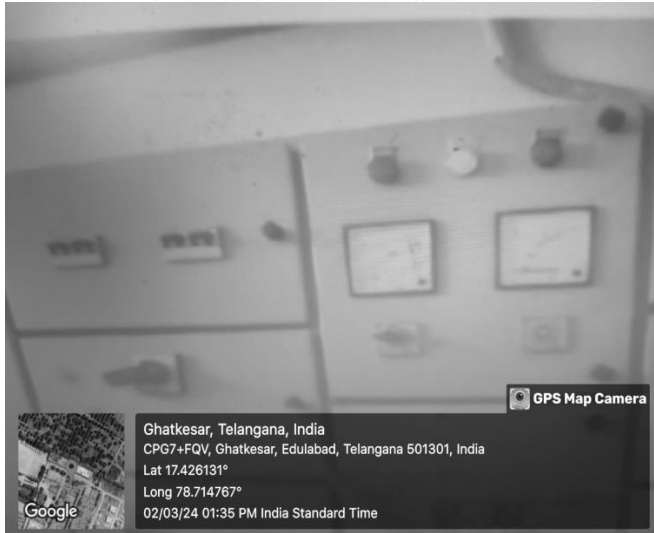 GPS Map Camera
Ghatkesar, Telangana, India
CPG7+FQV, Ghatkesar, Edulabad, Telangana 501301, India
Lat 17.426131°
Long 78.714767°
02/03/24 01:35 PM India Standard Time
Google